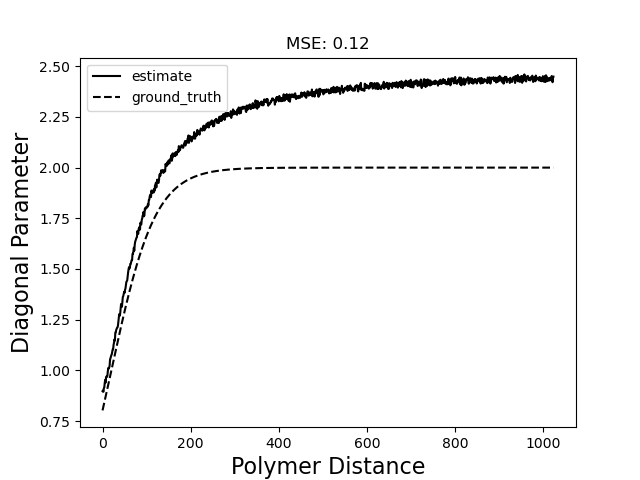 MSE: 0.12
estimate
ground_truth
2.50
2.25
2.00
1.75
1.50
1.25
1.00
0.75
Diagonal Parameter
0 200 400 600 800 1000
Polymer Distance